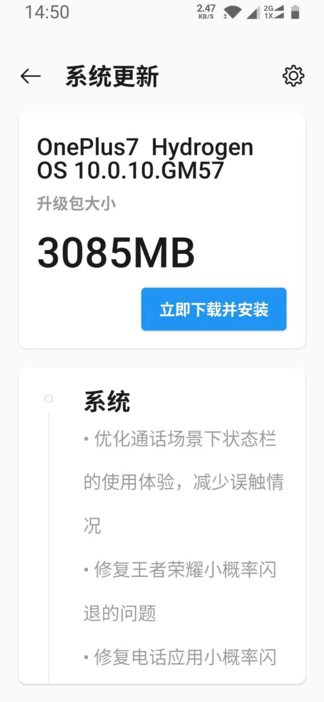 14:50
2.47
KB/S
2G
1X
系统更新
OnePlus7 Hydrogen
OS 10.0.10.GM57
升级包大小
3085MB
立即下载并安装
系统
• 优化通话场景下状态栏
的使用体验，减少误触情
况
• 修复王者荣耀小概率闪
退的问题
• 修复电话应用小概率闪